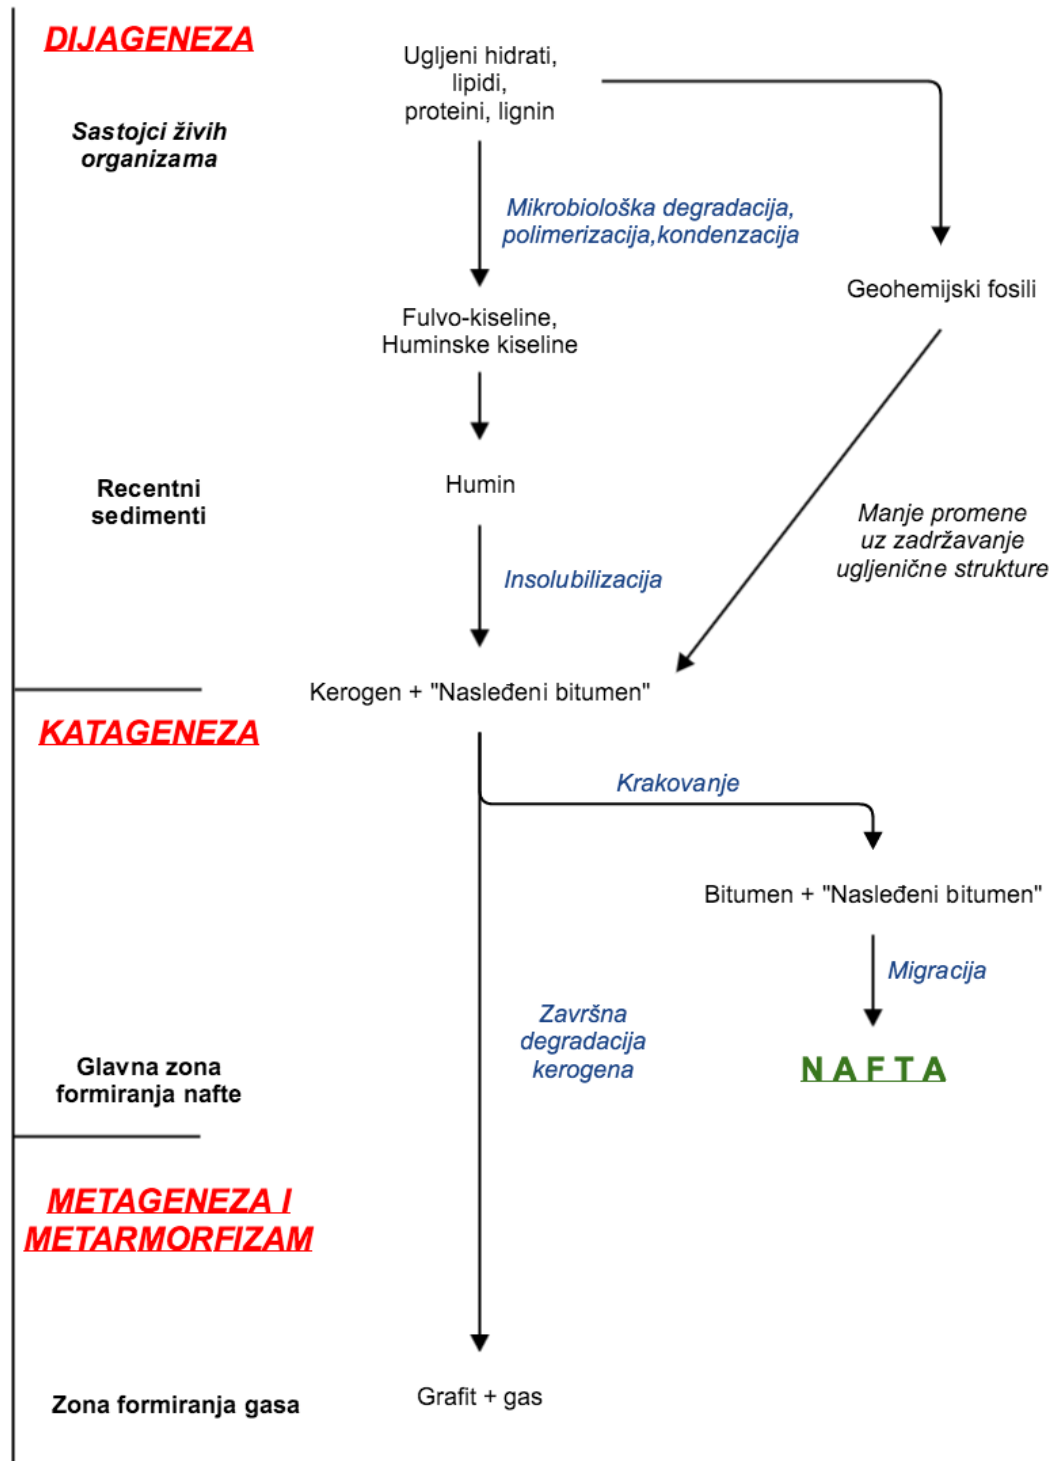 DIJAGENEZA
Ugljeni hidrati,
lipidi,
proteini, lignin
Sastojci živih
organizama
Mikrobiološka degradacija,
polimerizacija,kondenzacija
Geohemijski fosili
Fulvo-kiseline,
Huminske kiseline
Recentni
sedimenti
Humin
Manje promene
uz zadržavanje
ugljenične strukture
Insolubilizacija
Kerogen + "Nasleđeni bitumen"
KATAGENEZA
Krakovanje
Bitumen + "Nasleđeni bitumen"
Migracija
Završna
degradacija
kerogena
Glavna zona
formiranja nafte
N A F T A
METAGENEZA I
METARMORFIZAM
Zona formiranja gasa
Grafit + gas